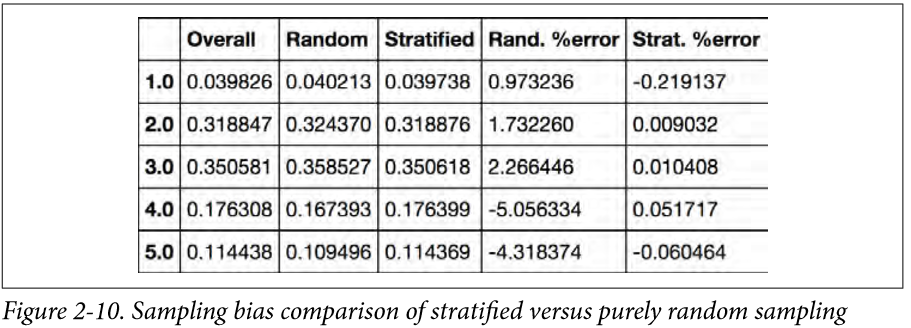 Overall Random Stratified Rand. %error Strat. %error
1.0 0.039826 0.040213 0.039738 0.973236 -0.219137
2.0 0.318847 0.324370 0.318876 1.732260 0.009032
3.0 0.350581 0.358527 0.350618 2.266446 0.010408
4.0 0.176308 0.167393 0.176399 -5.056334 0.051717
5.0 0.114438 0.109496 0.114369 -4.318374 -0.060464
Figure 2-10. Sampling bias comparison of stratified versus purely random sampling